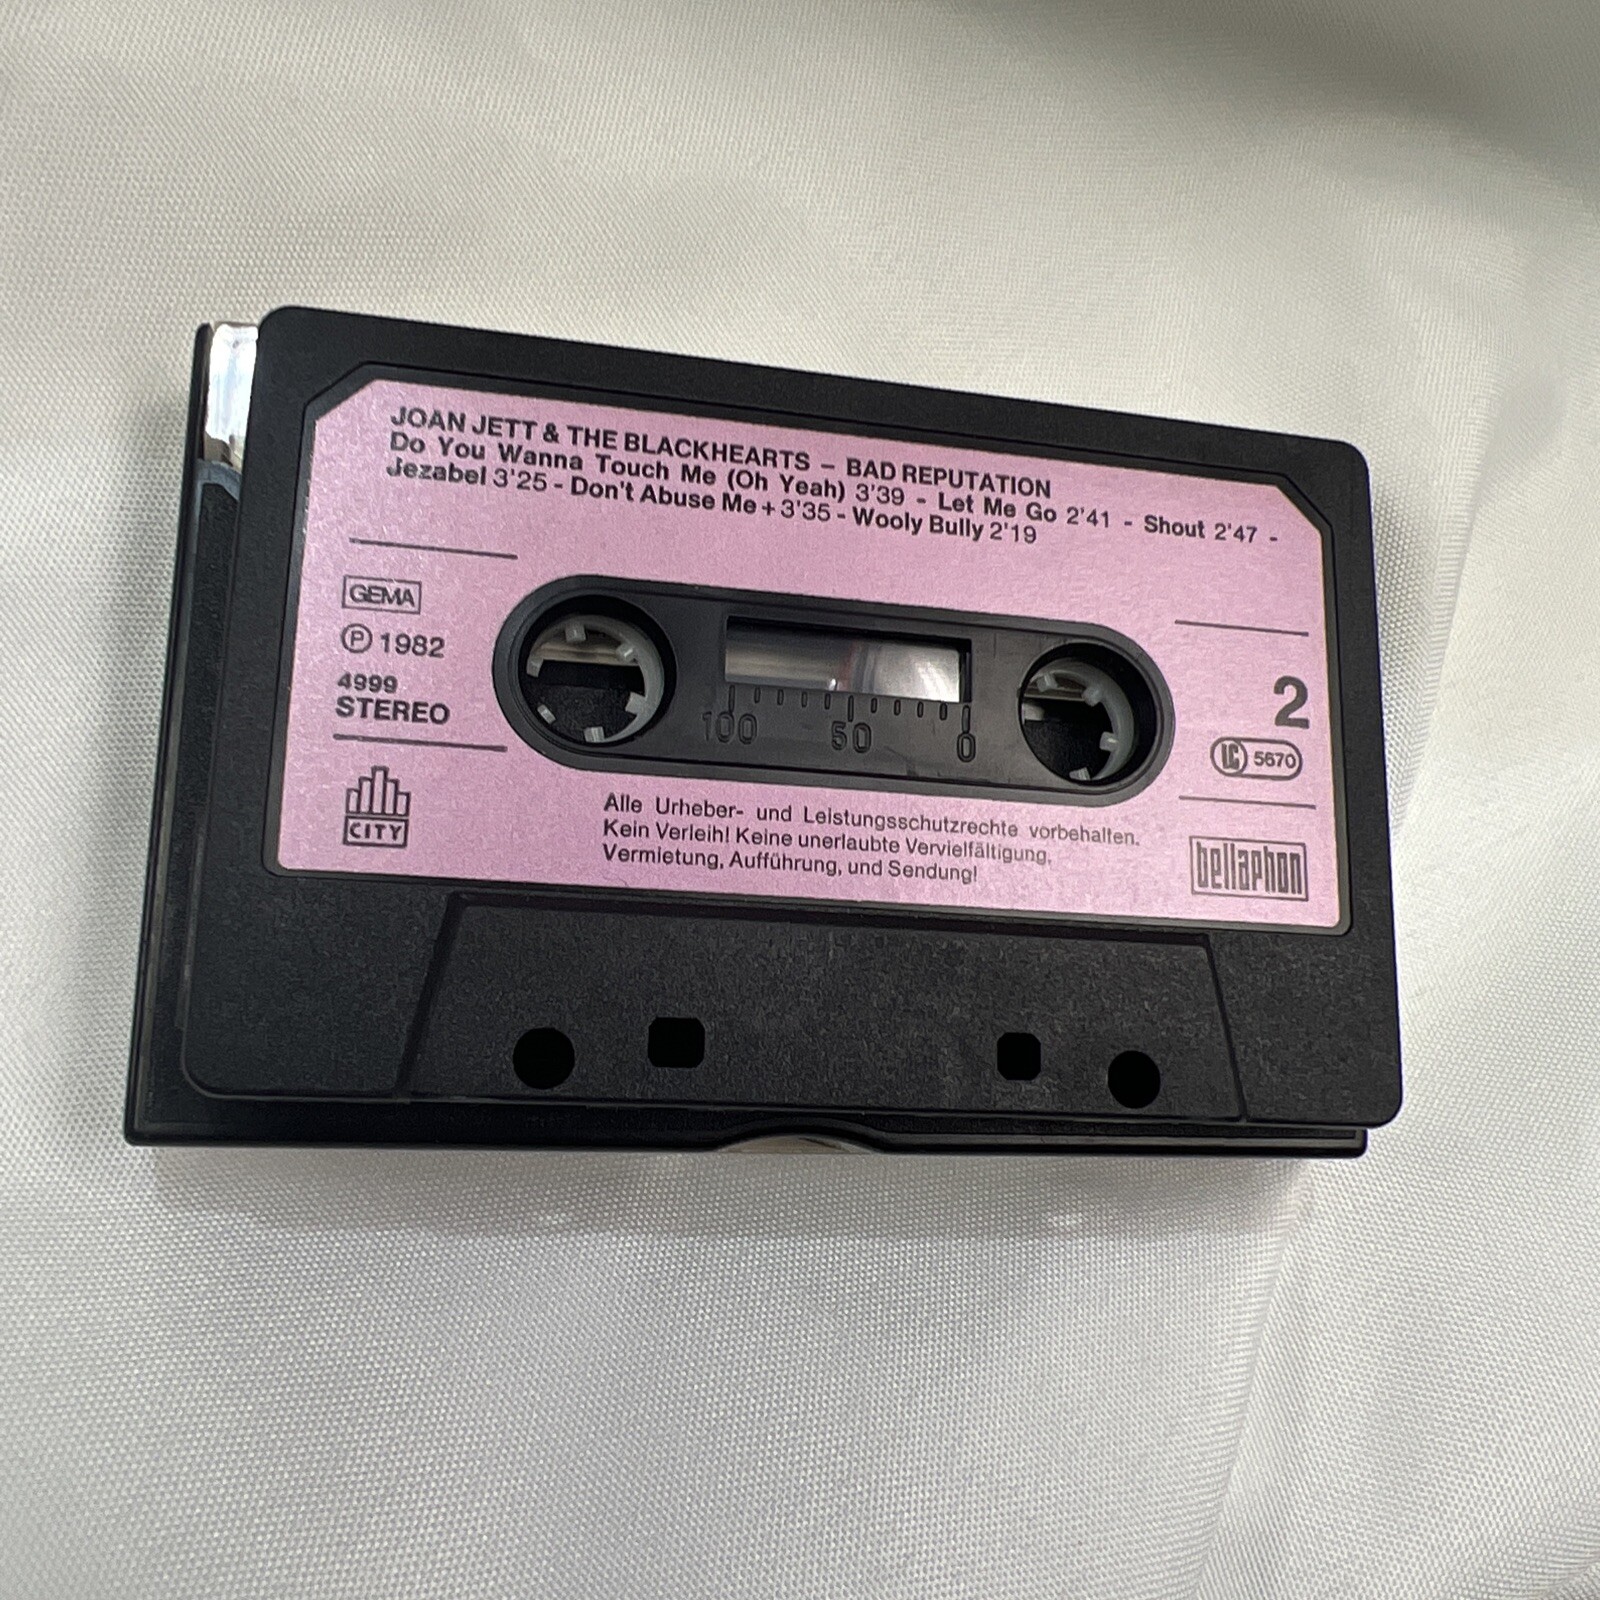 JOAN JETT & THE BLACKHEARTS – BAD REPUTATION
Do You Wanna Touch Me (Oh Yeah) 3'39 - Let Me Go 2'41 - Shout 2'47 -
Jezabel 3'25 - Don't Abuse Me + 3'35 - Wooly Bully 2'19
GEMA
Ⓟ 1982
4999
STEREO
CITY
100 50 0
2
LC 5670
Alle Urheber- und Leistungsschutzrechte vorbehalten.
Kein Verleih! Keine unerlaubte Vervielfältigung,
Vermietung, Aufführung, und Sendung!
bellaphon